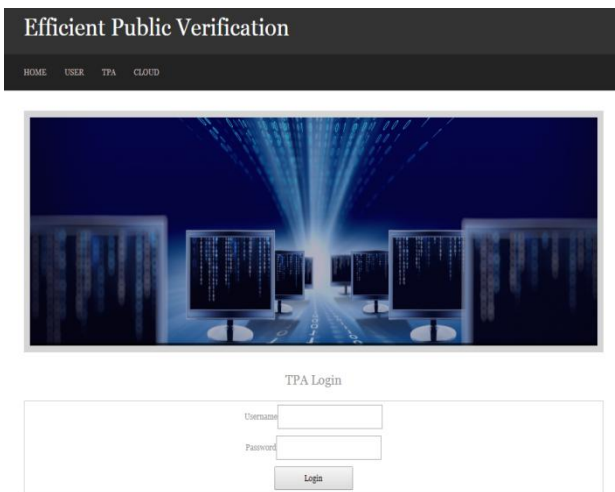 Efficient Public Verification
HOME USER TPA CLOUD
TPA Login
Username
Password
Login